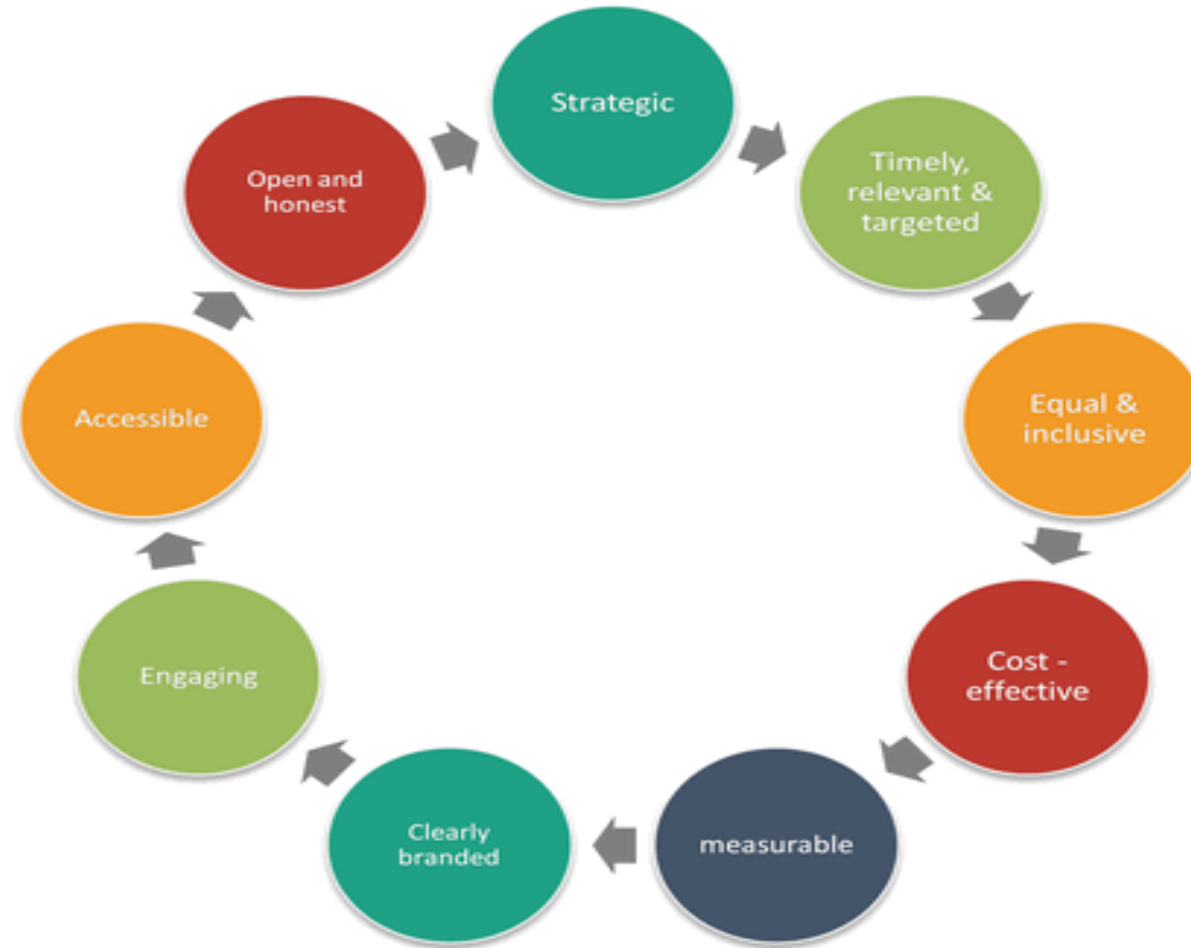 Strategic
Timely,
relevant &
targeted
Equal &
inclusive
Cost -
effective
measurable
Clearly
branded
Engaging
Accessible
Open and
honest